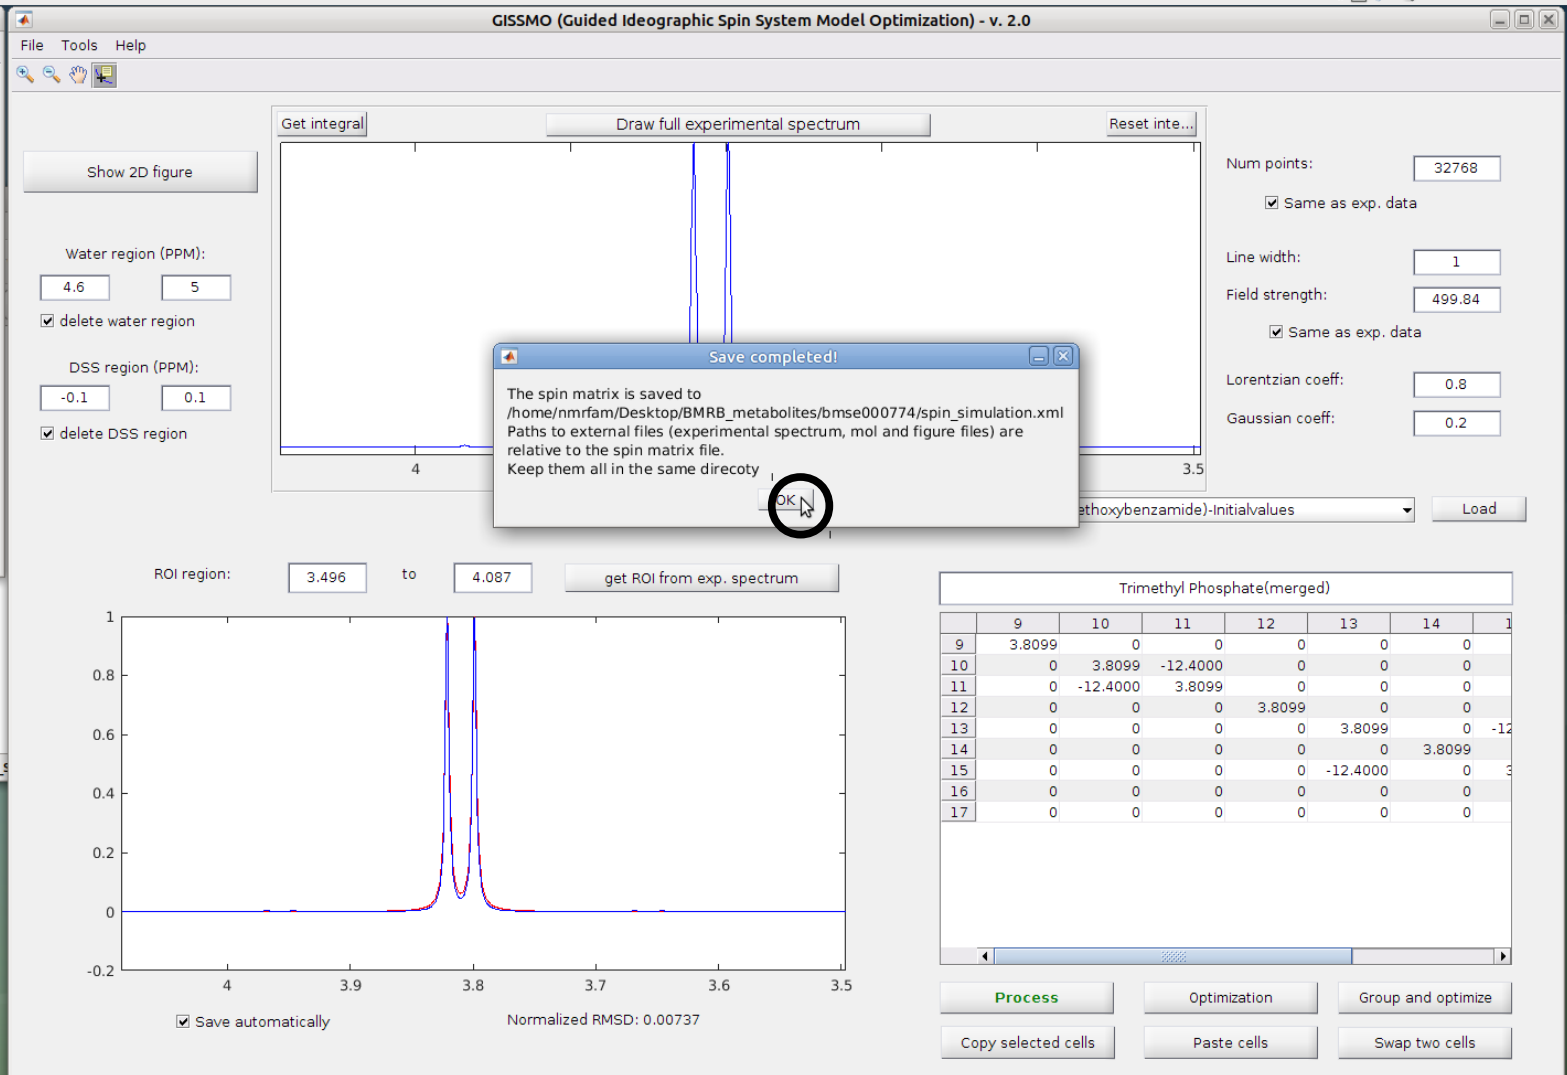 GISSMO (Guided Ideographic Spin System Model Optimization) - v. 2.0
File Tools Help
Get integral Draw full experimental spectrum Reset inte...
Show 2D figure
Num points: 32768
Same as exp. data
Water region (PPM):
4.6 5
delete water region
Line width: 1
Field strength: 499.84
Same as exp. data
DSS region (PPM):
-0.1 0.1
delete DSS region
Lorentzian coeff: 0.8
Gaussian coeff: 0.2
4 3.5
Save completed!
The spin matrix is saved to
/home/nmrfam/Desktop/BMRB_metabolites/bmse000774/spin_simulation.xml
Paths to external files (experimental spectrum, mol and figure files) are
relative to the spin matrix file.
Keep them all in the same direcoty
OK
ethoxybenzamide)-Initialvalues Load
ROI region: 3.496 to 4.087 get ROI from exp. spectrum
1
0.8
0.6
0.4
0.2
0
-0.2
4 3.9 3.8 3.7 3.6 3.5
Save automatically Normalized RMSD: 0.00737
Trimethyl Phosphate(merged)
9 10 11 12 13 14 1
9 3.8099 0 0 0 0 0
10 0 3.8099 -12.4000 0 0 0
11 0 -12.4000 3.8099 0 0 0
12 0 0 0 3.8099 0 0
13 0 0 0 0 3.8099 0 -12
14 0 0 0 0 0 3.8099
15 0 0 0 0 -12.4000 0 3
16 0 0 0 0 0 0
17 0 0 0 0 0 0
Process Optimization Group and optimize
Copy selected cells Paste cells Swap two cells